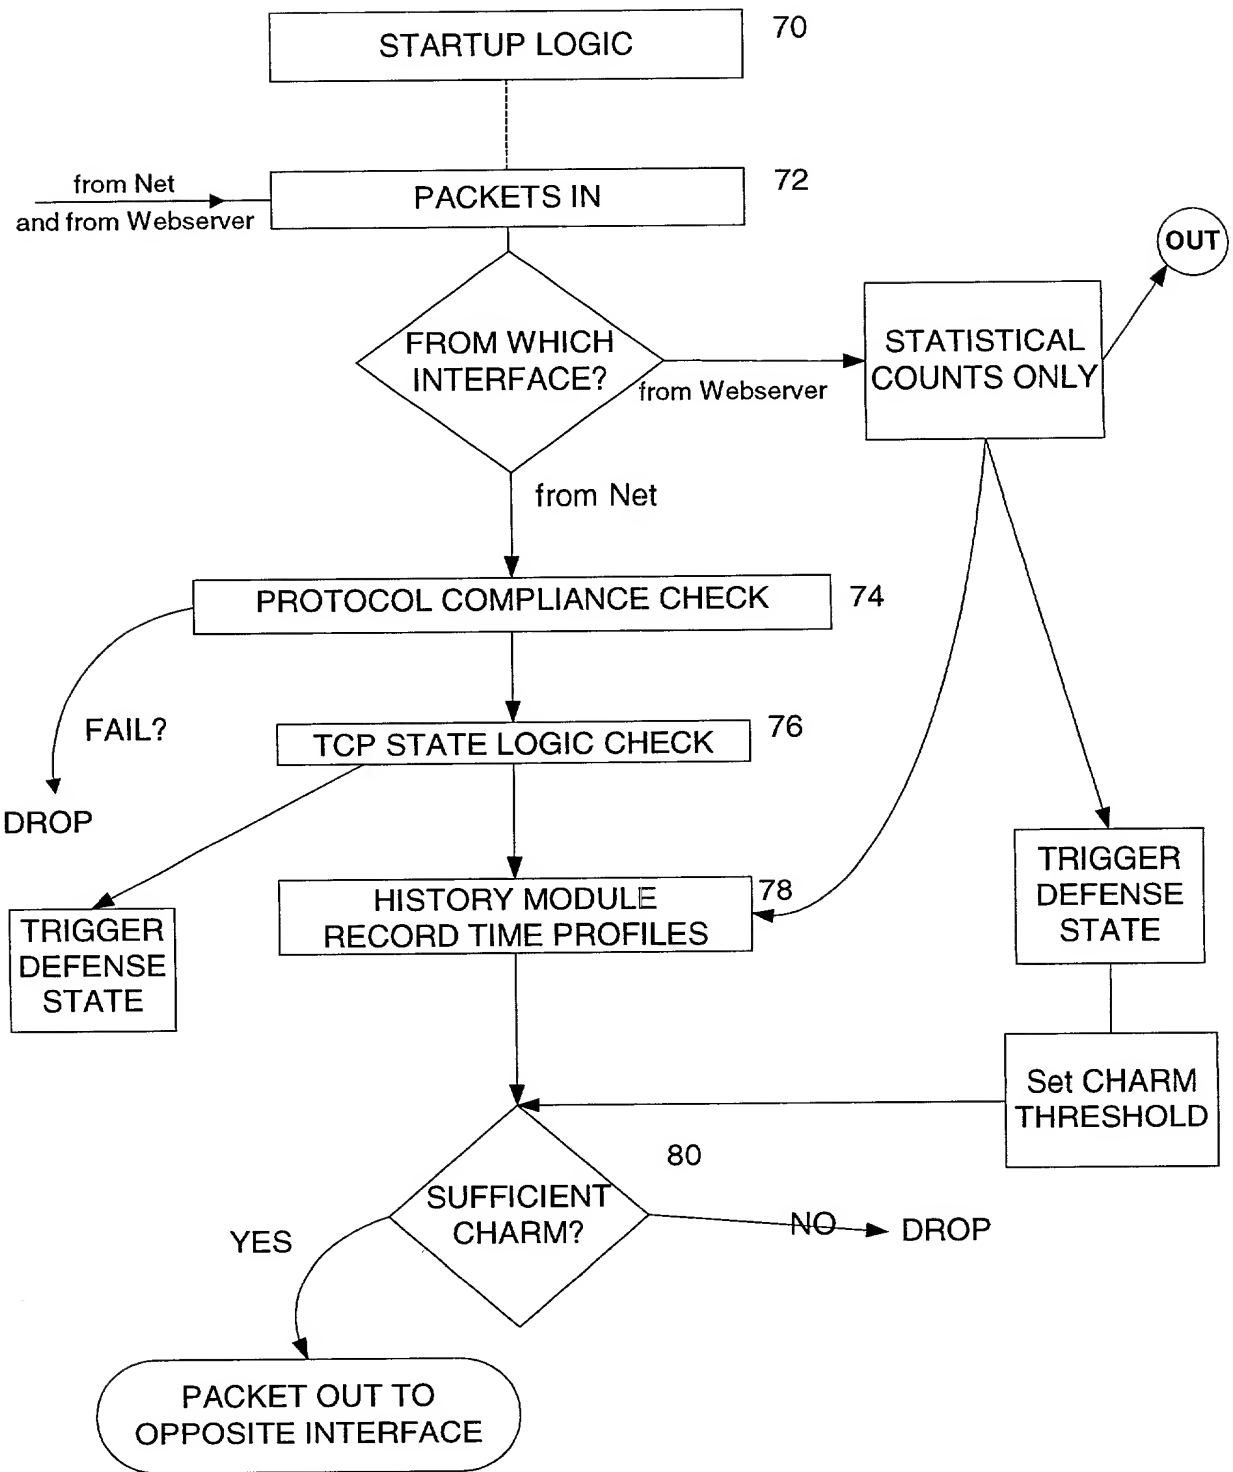 STARTUP LOGIC
70
from Net
and from Webserver
PACKETS IN
72
OUT
FROM WHICH
INTERFACE?
from Webserver
STATISTICAL
COUNTS ONLY
from Net
PROTOCOL COMPLIANCE CHECK
74
FAIL?
DROP
TCP STATE LOGIC CHECK
76
TRIGGER
DEFENSE
STATE
HISTORY MODULE
RECORD TIME PROFILES
78
TRIGGER
DEFENSE
STATE
Set CHARM
THRESHOLD
80
SUFFICIENT
CHARM?
YES
NO
DROP
PACKET OUT TO
OPPOSITE INTERFACE